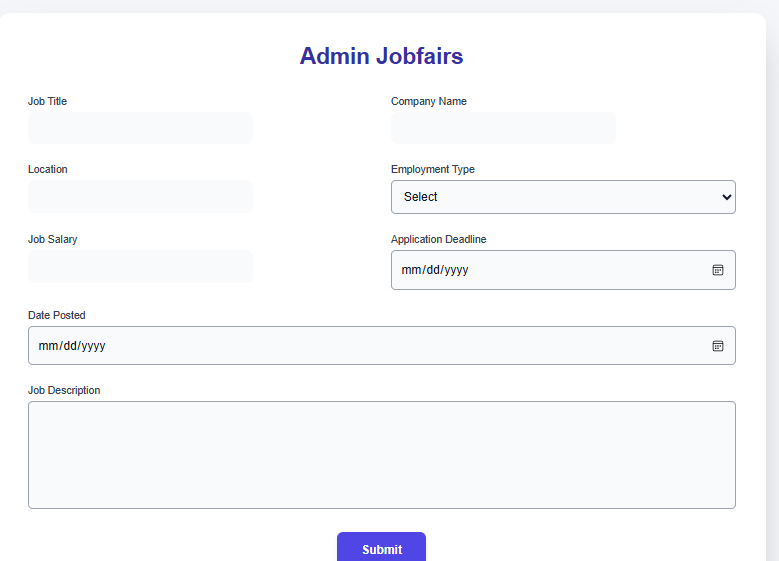 Admin Jobfairs
Job Title
Company Name
Location
Employment Type
Select
Job Salary
Application Deadline
mm/dd/yyyy
Date Posted
mm/dd/yyyy
Job Description
Submit